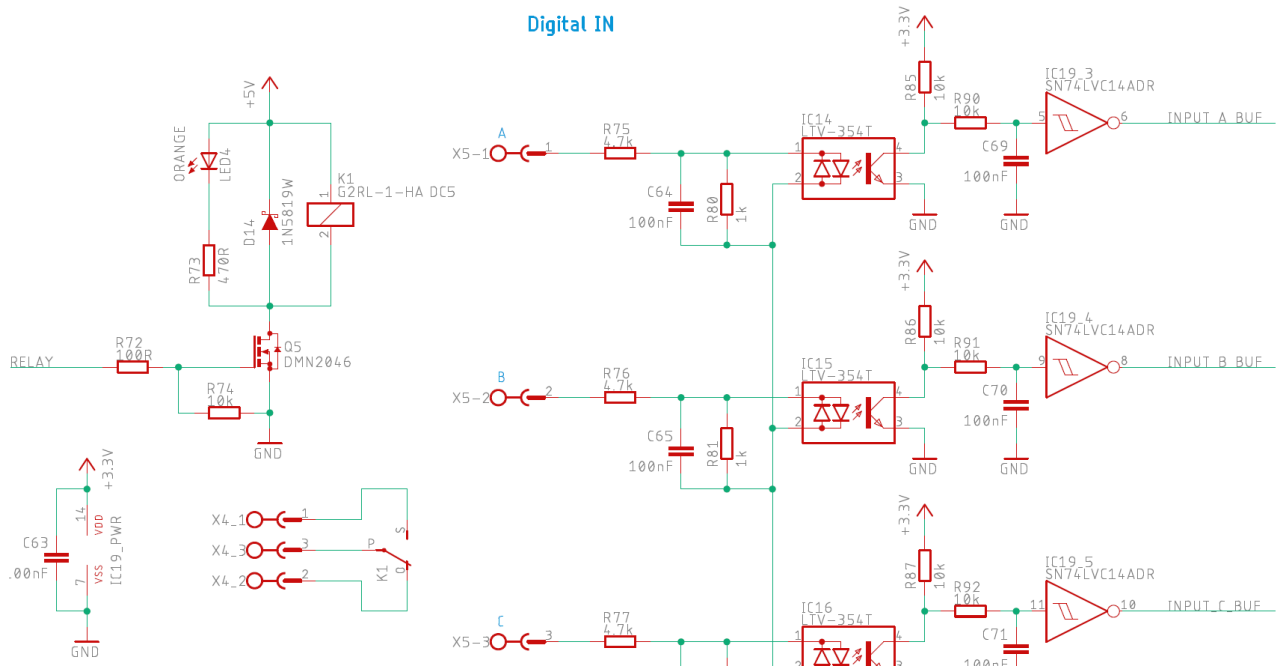 Digital IN
+5V
ORANGE
LED4
R73
470R
D14
1N5819W
K1
1
G2RL-1-HA DC5
2
RELAY
R72
100R
R74
10k
Q5
DMN2046
GND
+3.3V
C63
.00nF
14
VDD
7
VSS
IC19_PWR
GND
X4_1
1
X4_3
3
X4_2
2
P
S
O
K1
A
X5-1
1
R75
4.7k
C64
100nF
R80
1k
IC14
LTV-354T
1
2
4
3
GND
+3.3V
R85
10k
R90
10k
C69
100nF
GND
IC19_3
SN74LVC14ADR
5
6
INPUT_A_BUF
B
X5-2
2
R76
4.7k
C65
100nF
R81
1k
IC15
LTV-354T
1
2
4
3
GND
+3.3V
R86
10k
R91
10k
C70
100nF
GND
IC19_4
SN74LVC14ADR
9
8
INPUT_B_BUF
C
X5-3
3
R77
4.7k
IC16
LTV-354T
1
4
+3.3V
R87
10k
R92
10k
C71
100nF
IC19_5
SN74LVC14ADR
11
10
INPUT_C_BUF